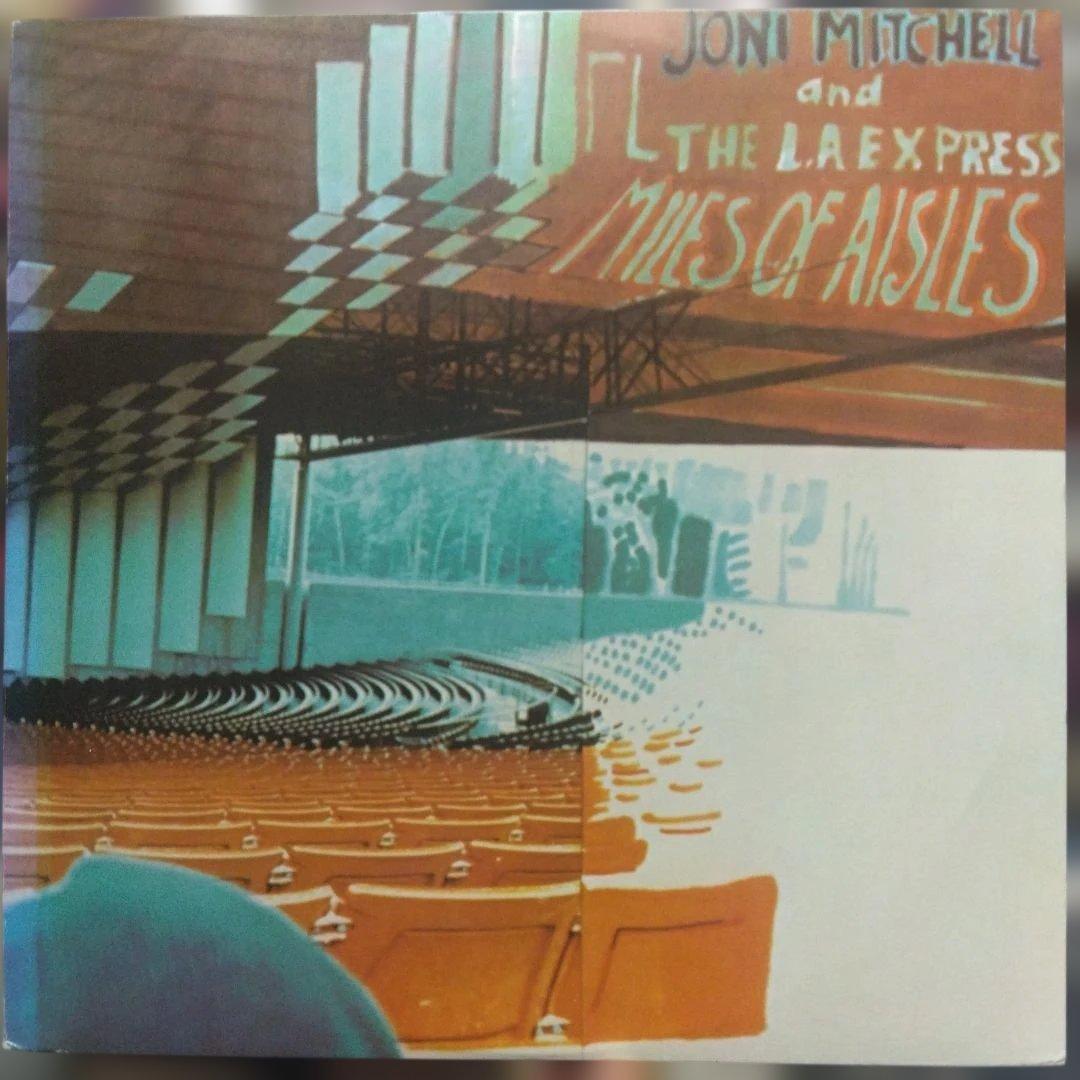 JONI MITCHELL
and
THE L.A EXPRESS
MILES OF AISLES